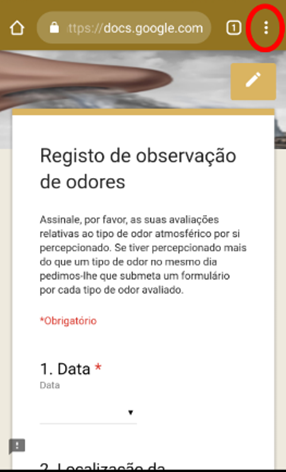 ttps://docs.google.com
1
Registo de observação
de odores
Assinale, por favor, as suas avaliações
relativas ao tipo de odor atmosférico por si
percepcionado. Se tiver percepcionado mais
do que um tipo de odor no mesmo dia
pedimos-lhe que submeta um formulário
por cada tipo de odor avaliado.
*Obrigatório
1. Data *
Data
2. Localização da